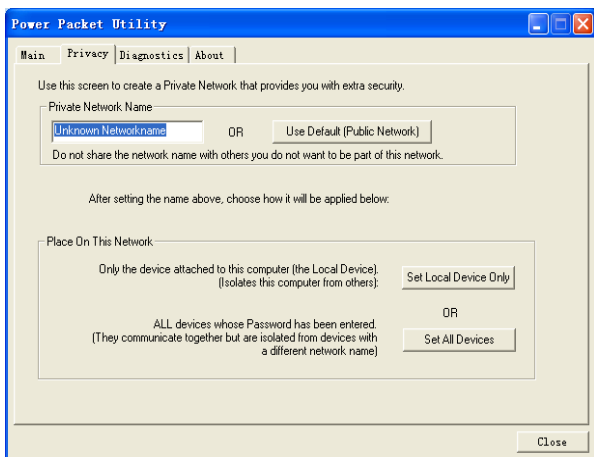 Power Packet Utility
Main Privacy Diagnostics About
Use this screen to create a Private Network that provides you with extra security.
Private Network Name
Unknown Networkname OR Use Default (Public Network)
Do not share the network name with others you do not want to be part of this network.
After setting the name above, choose how it will be applied below:
Place On This Network
Only the device attached to this computer (the Local Device).
(Isolates this computer from others):
Set Local Device Only
OR
ALL devices whose Password has been entered.
(They communicate together but are isolated from devices with
a different network name)
Set All Devices
Close